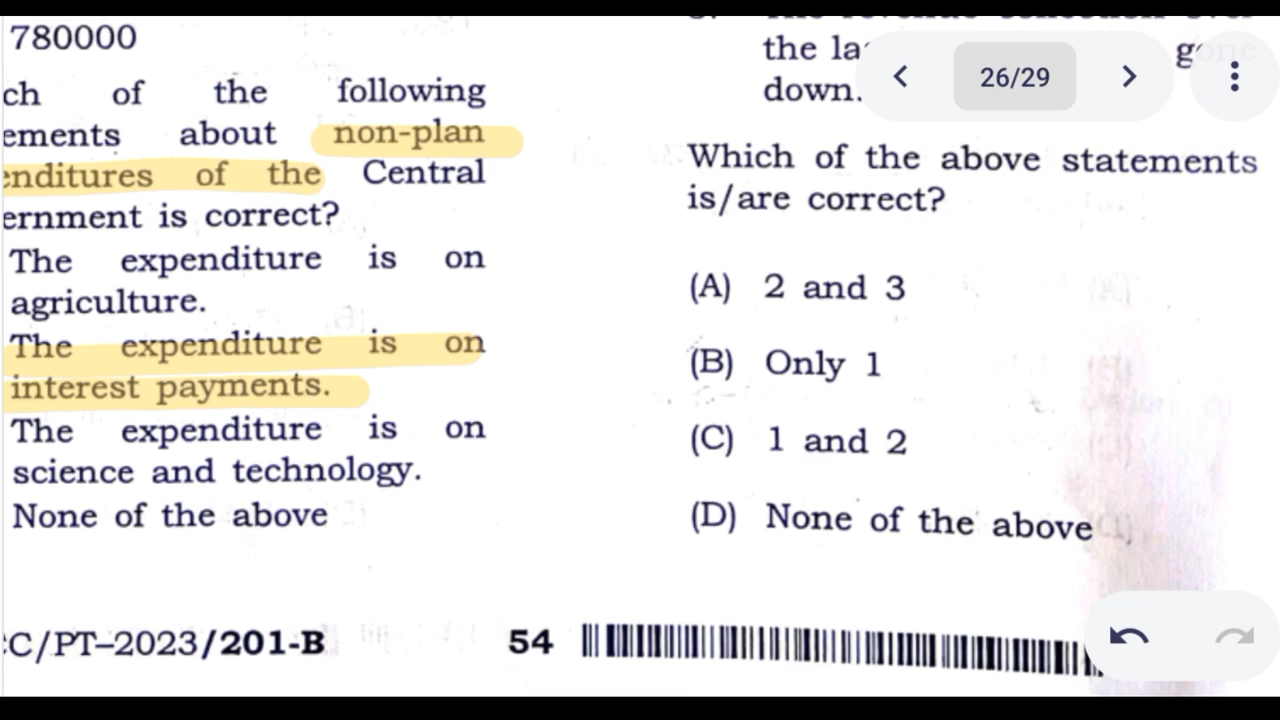 780000
ch of the following
ements about non-plan
enditures of the Central
ernment is correct?
The expenditure is on
agriculture.
The expenditure is on
interest payments.
The expenditure is on
science and technology.
None of the above
C/PT–2023/201-B
54
the la
gone
down.
26/29
Which of the above statements
is/are correct?
(A) 2 and 3
(B) Only 1
(C) 1 and 2
(D) None of the above